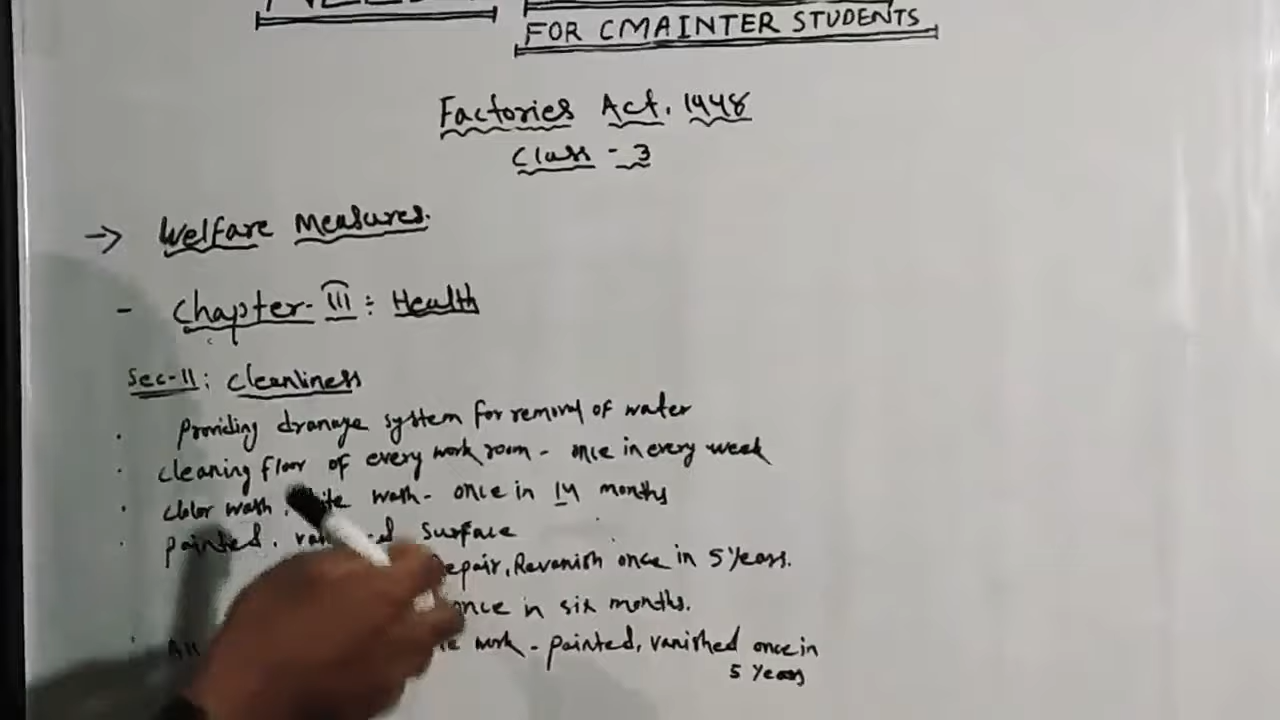 FOR CMAINTER STUDENTS
Factories Act. 1948
Class - 3
→ Welfare Measures.
- Chapter- III : Health
Sec-11 : Cleanliness
. Providing dranage system for removal of water
. cleaning floor of every work room - once in every week
. Color wash, wash - once in 14 months
. painted, surface
Repair, Revanish once in 5 years.
once in six months.
. work - painted, vanished once in
5 years